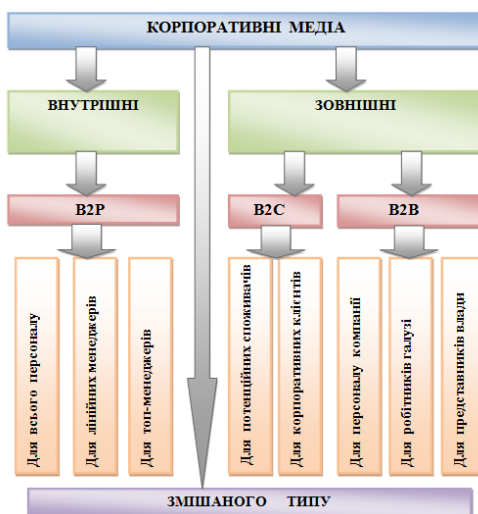 КОРПОРАТИВНІ МЕДІА
ВНУТРІШНІ
ЗОВНІШНІ
B2P
B2C
B2B
Для всього персоналу
Для лінійних менеджерів
Для топ-менеджерів
Для потенційних споживачів
Для корпоративних клієнтів
Для персоналу компанії
Для робітників галузі
Для представників влади
ЗМІШАНОГО ТИПУ